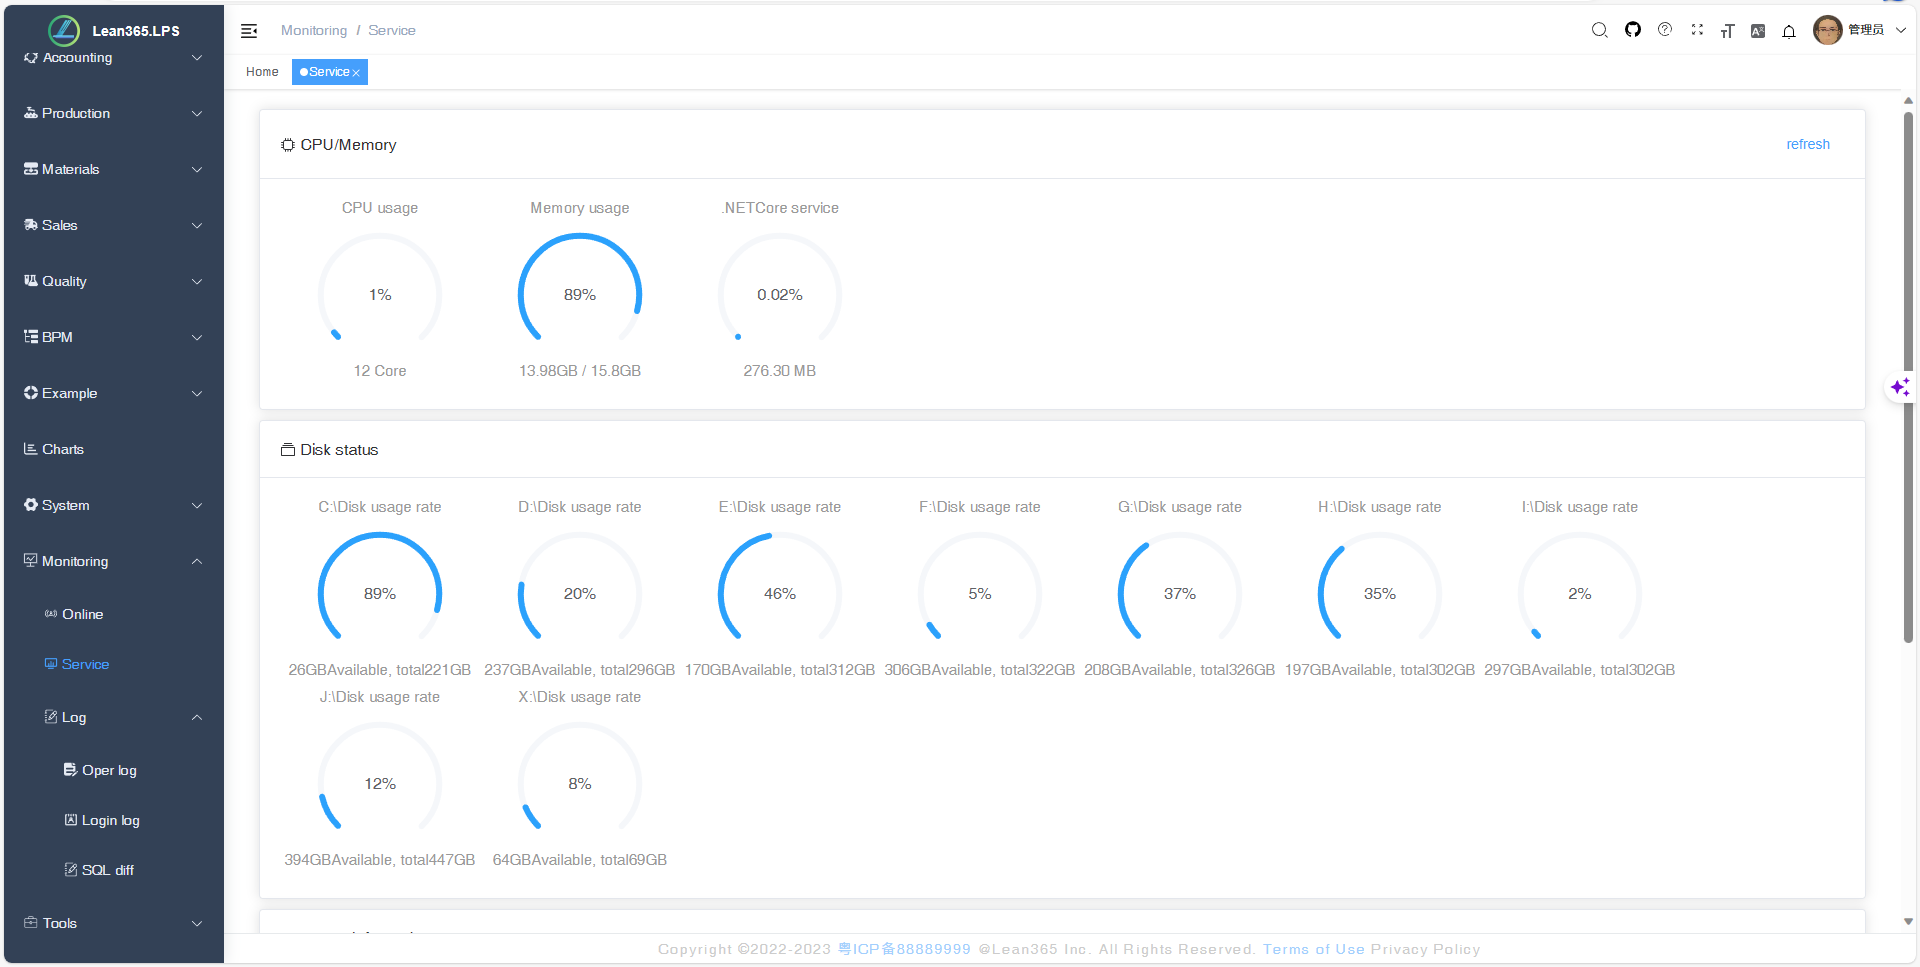 Lean365.LPS
Accounting
Production
Materials
Sales
Quality
BPM
Example
Charts
System
Monitoring
Online
Service
Log
Oper log
Login log
SQL diff
Tools
Monitoring / Service
管理员
Home
Service
CPU/Memory
refresh
CPU usage
1%
12 Core
Memory usage
89%
13.98GB / 15.8GB
.NETCore service
0.02%
276.30 MB
Disk status
C:\Disk usage rate
89%
26GBAvailable, total221GB
D:\Disk usage rate
20%
237GBAvailable, total296GB
E:\Disk usage rate
46%
170GBAvailable, total312GB
F:\Disk usage rate
5%
306GBAvailable, total322GB
G:\Disk usage rate
37%
208GBAvailable, total326GB
H:\Disk usage rate
35%
197GBAvailable, total302GB
I:\Disk usage rate
2%
297GBAvailable, total302GB
J:\Disk usage rate
12%
394GBAvailable, total447GB
X:\Disk usage rate
8%
64GBAvailable, total69GB
Copyright ©2022-2023 粤ICP备88889999 @Lean365 Inc. All Rights Reserved. Terms of Use Privacy Policy